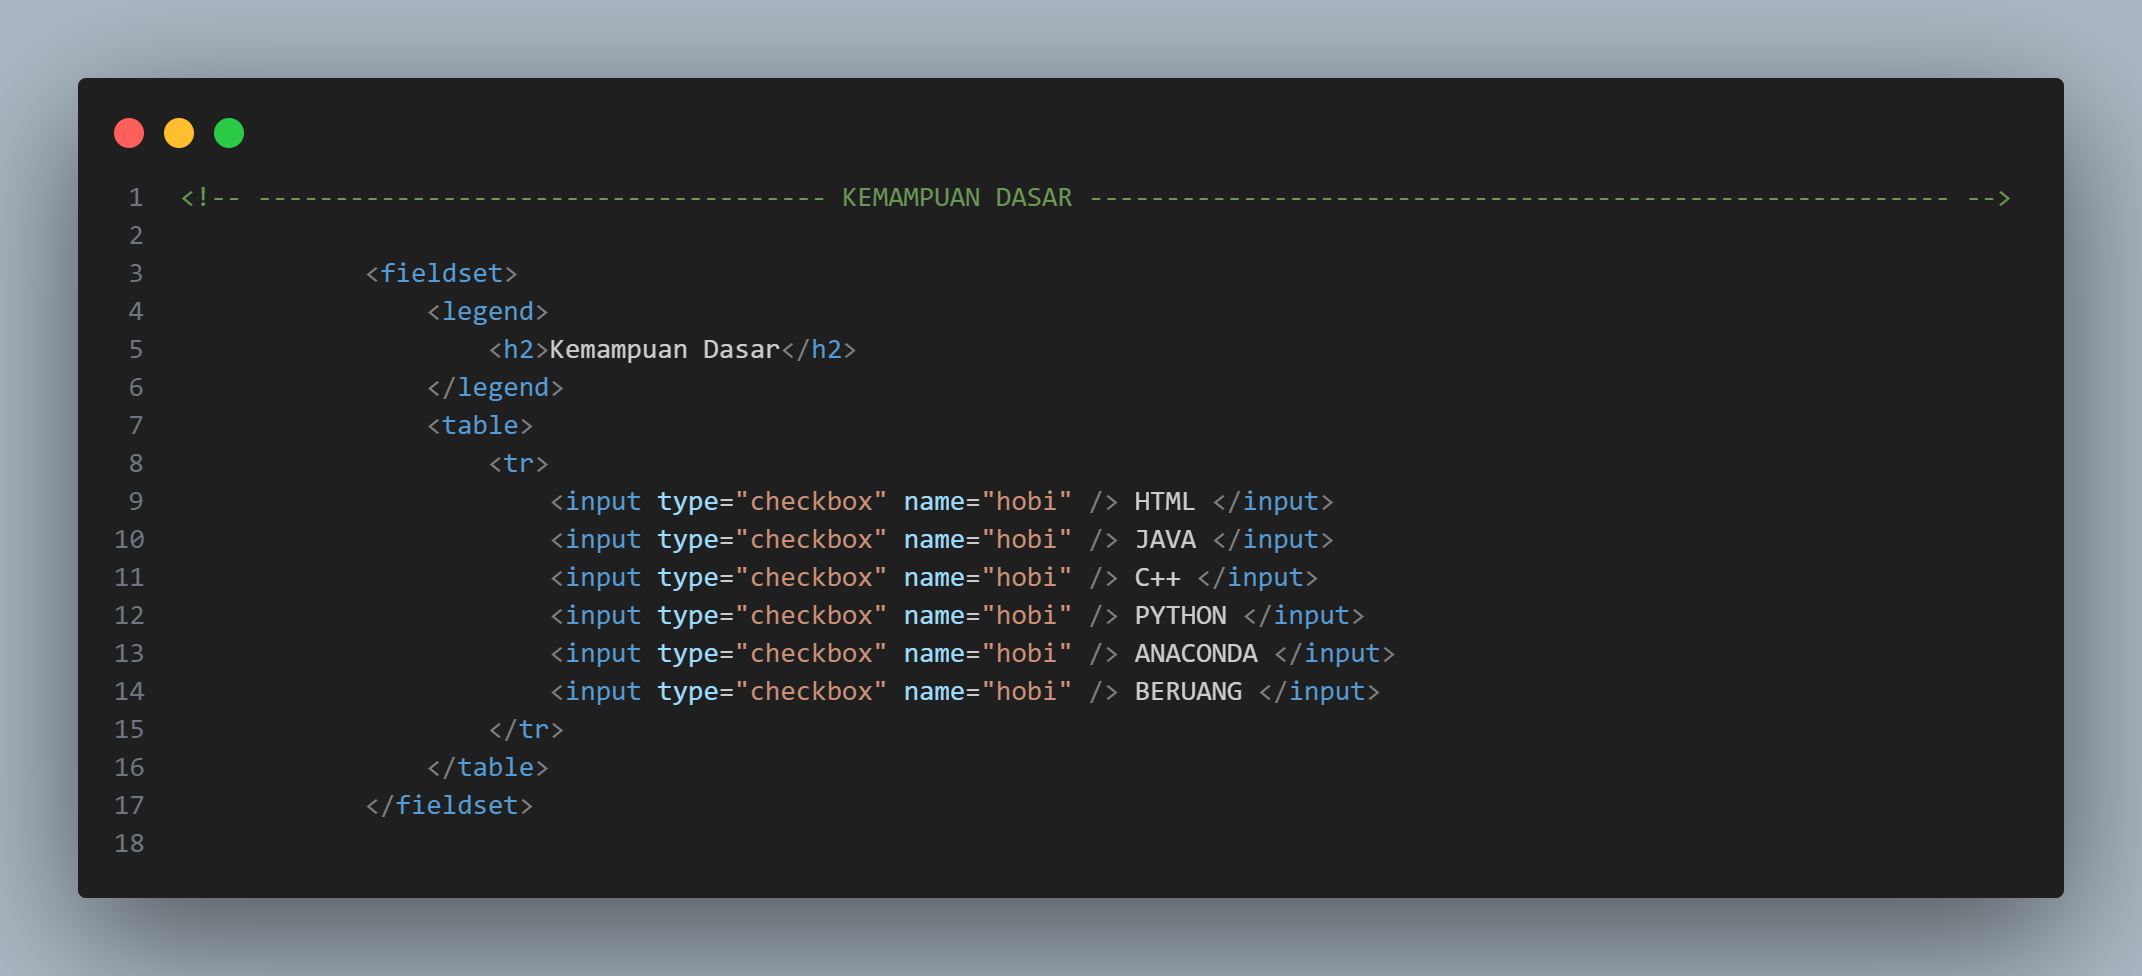 1 <!-- ------------------------------------- KEMAMPUAN DASAR -------------------------------------------------------- -->
2
3 <fieldset>
4 <legend>
5 <h2>Kemampuan Dasar</h2>
6 </legend>
7 <table>
8 <tr>
9 <input type="checkbox" name="hobi" /> HTML </input>
10 <input type="checkbox" name="hobi" /> JAVA </input>
11 <input type="checkbox" name="hobi" /> C++ </input>
12 <input type="checkbox" name="hobi" /> PYTHON </input>
13 <input type="checkbox" name="hobi" /> ANACONDA </input>
14 <input type="checkbox" name="hobi" /> BERUANG </input>
15 </tr>
16 </table>
17 </fieldset>
18